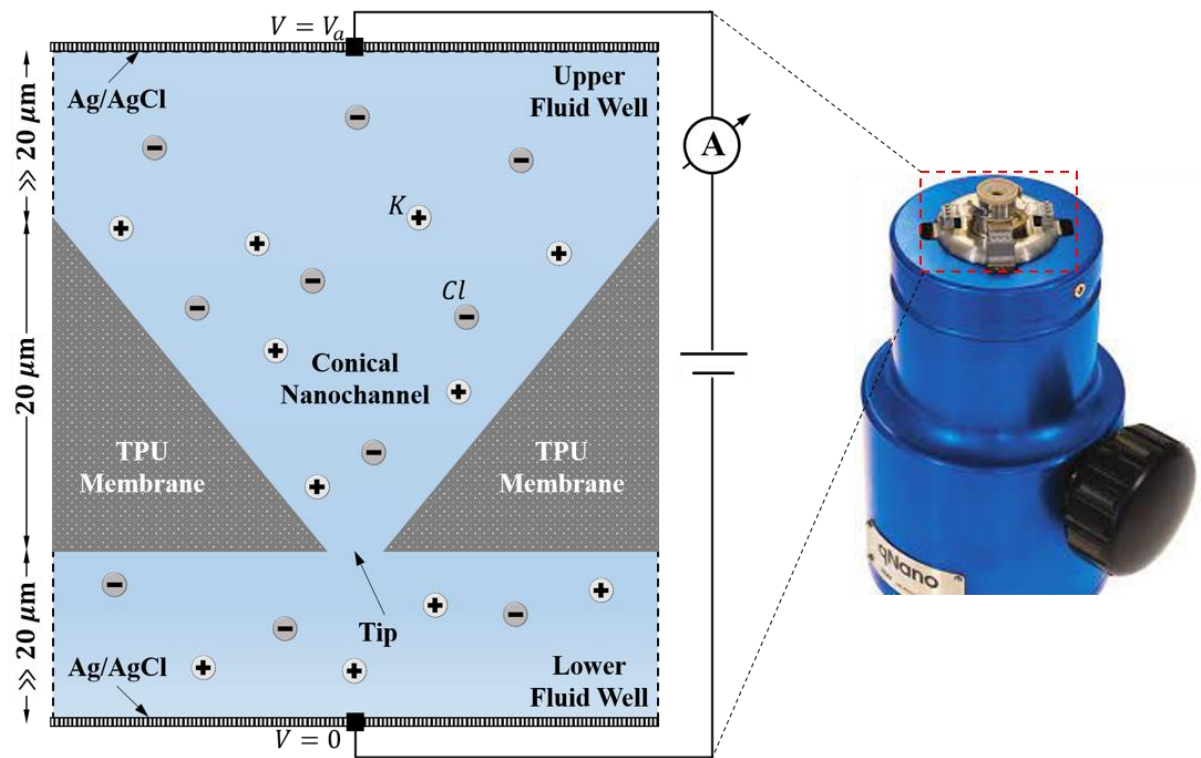 V = Vₐ
Ag/AgCl
Upper
Fluid Well
≫ 20 μm
A
K
Cl
20 μm
Conical
Nanochannel
TPU
Membrane
TPU
Membrane
qNano
≫ 20 μm
Tip
Ag/AgCl
Lower
Fluid Well
V = 0